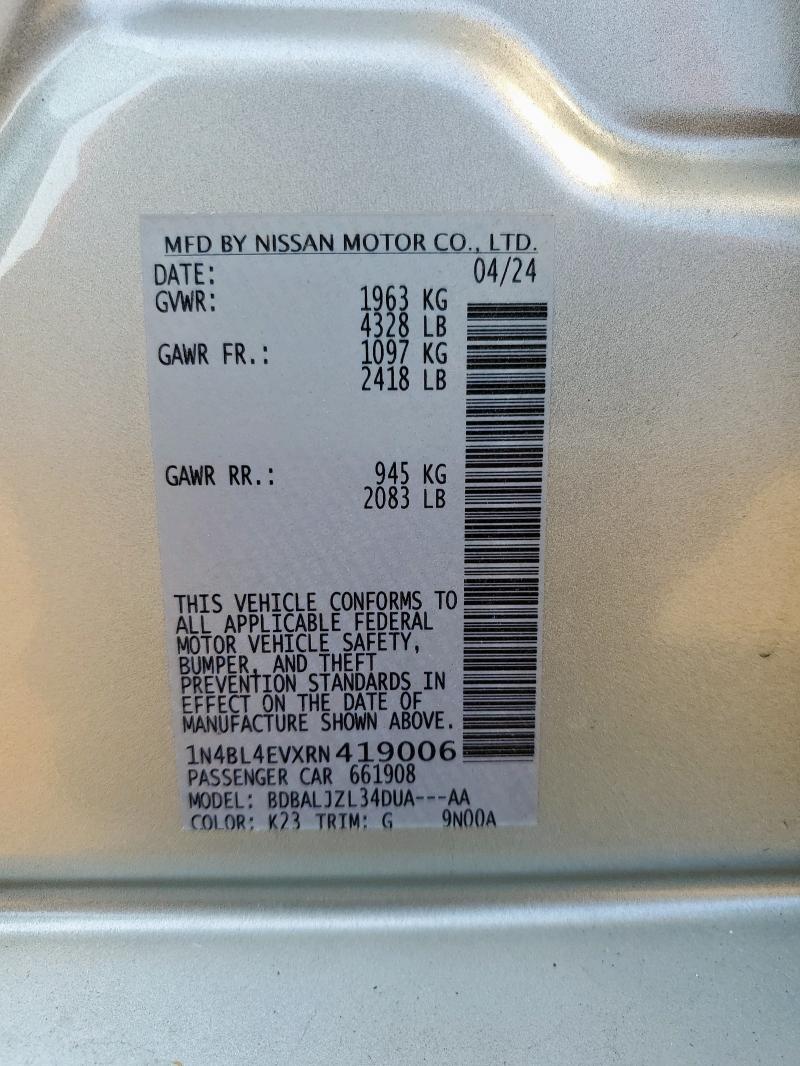 MFD BY NISSAN MOTOR CO., LTD.
DATE: 04/24
GVWR: 1963 KG
4328 LB
GAWR FR.: 1097 KG
2418 LB
GAWR RR.: 945 KG
2083 LB
THIS VEHICLE CONFORMS TO
ALL APPLICABLE FEDERAL
MOTOR VEHICLE SAFETY,
BUMPER, AND THEFT
PREVENTION STANDARDS IN
EFFECT ON THE DATE OF
MANUFACTURE SHOWN ABOVE.
1N4BL4EVXRN419006
PASSENGER CAR 661908
MODEL: BDBALJZL34DUA---AA
COLOR: K23 TRIM: G 9N00A